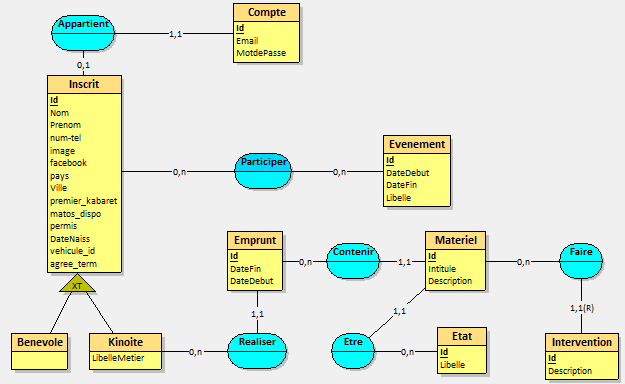 Appartient
1,1
Compte
Id
Email
MotdePasse
0,1
Inscrit
Id
Nom
Prenom
num-tel
image
facebook
pays
Ville
premier_kabaret
matos_dispo
permis
DateNaiss
vehicule_id
agree_term
0,n
Participer
0,n
Evenement
Id
DateDebut
DateFin
Libelle
XT
Benevole
Kinoite
LibelleMetier
0,n
Realiser
1,1
Emprunt
Id
DateFin
DateDebut
0,n
Contenir
1,1
Materiel
Id
Intitule
Description
0,n
Faire
1,1(R)
Intervention
Id
Description
1,1
Etre
0,n
Etat
Id
Libelle